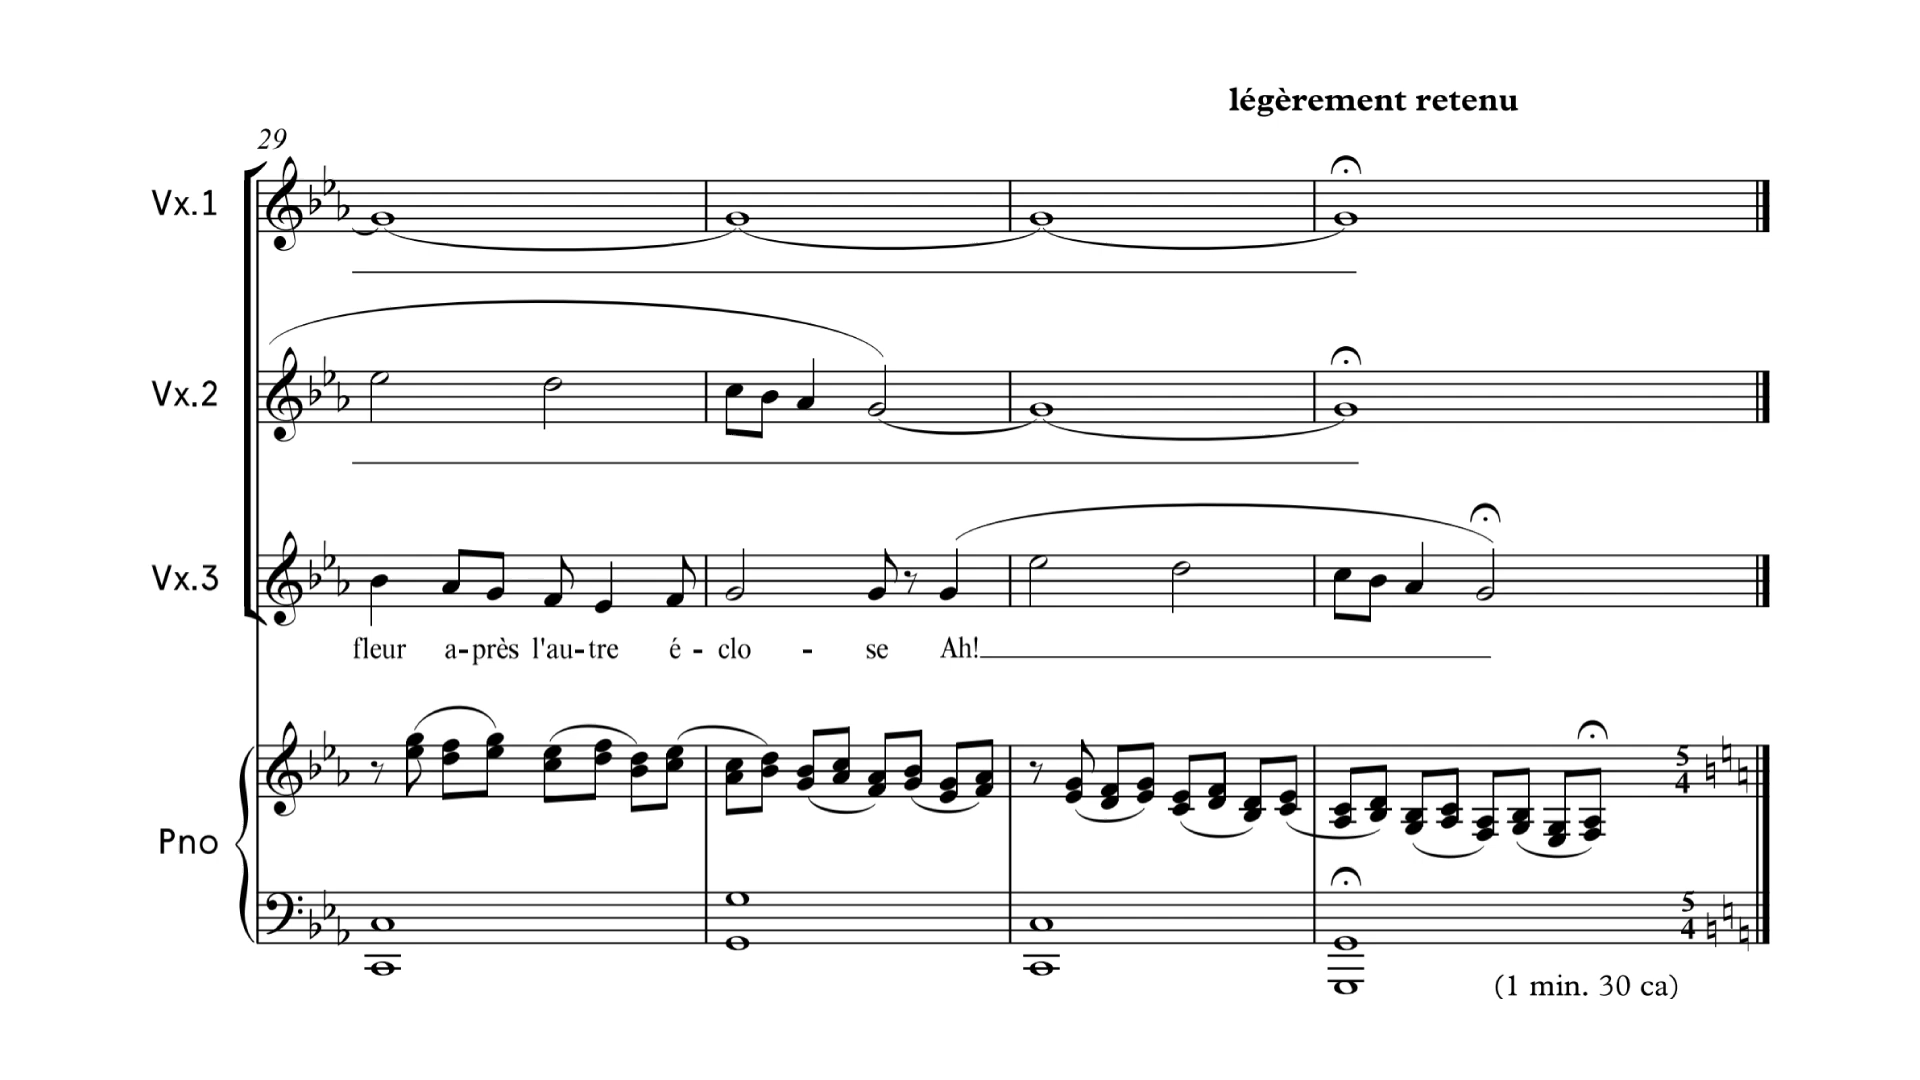 légèrement retenu
29
Vx.1
Vx.2
Vx.3
fleur a-près l'au-tre é-clo - se Ah!
Pno
5
4
5
4
(1 min. 30 ca)